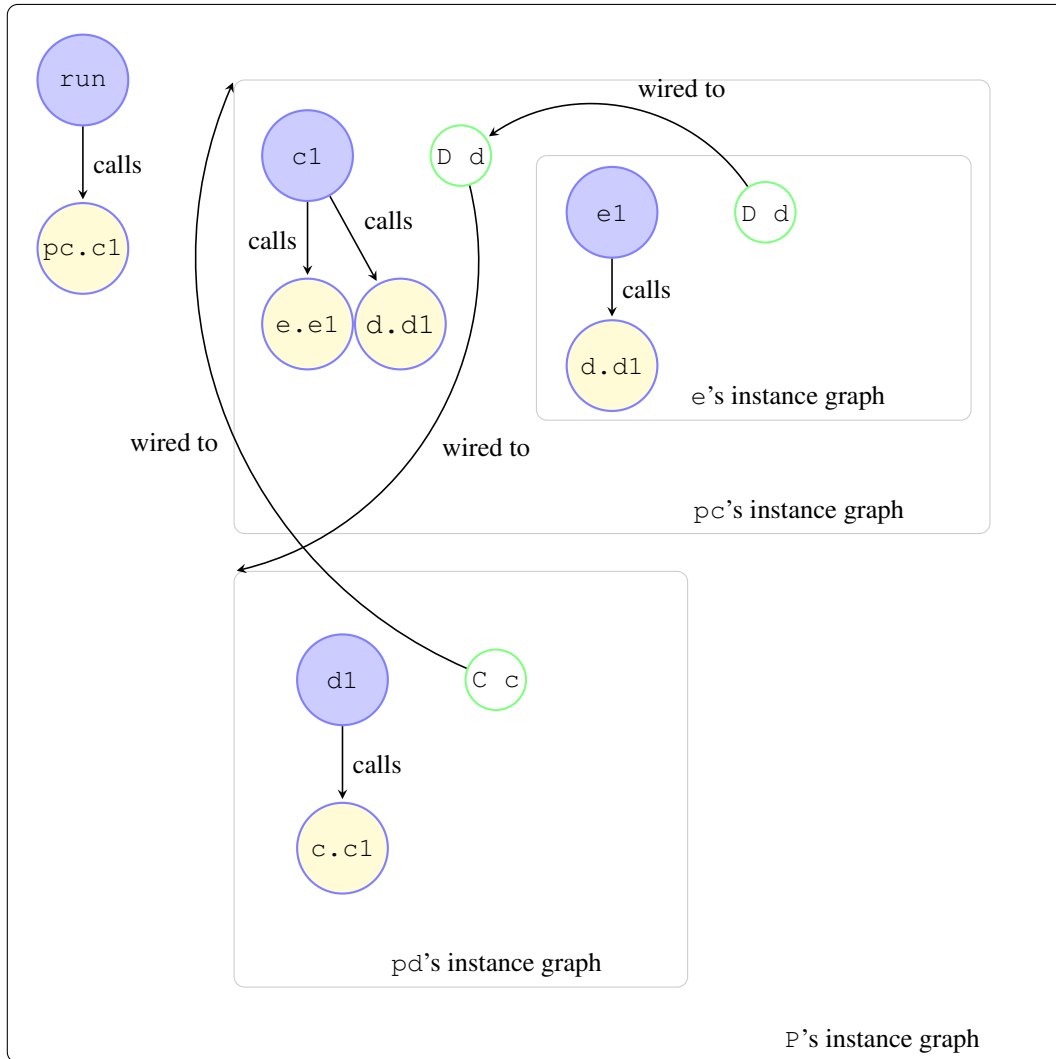 run
calls
pc.c1
wired to
c1
D d
e1
D d
calls
calls
calls
e.e1
d.d1
d.d1
e's instance graph
wired to
wired to
pc's instance graph
d1
C c
calls
c.c1
pd's instance graph
P's instance graph